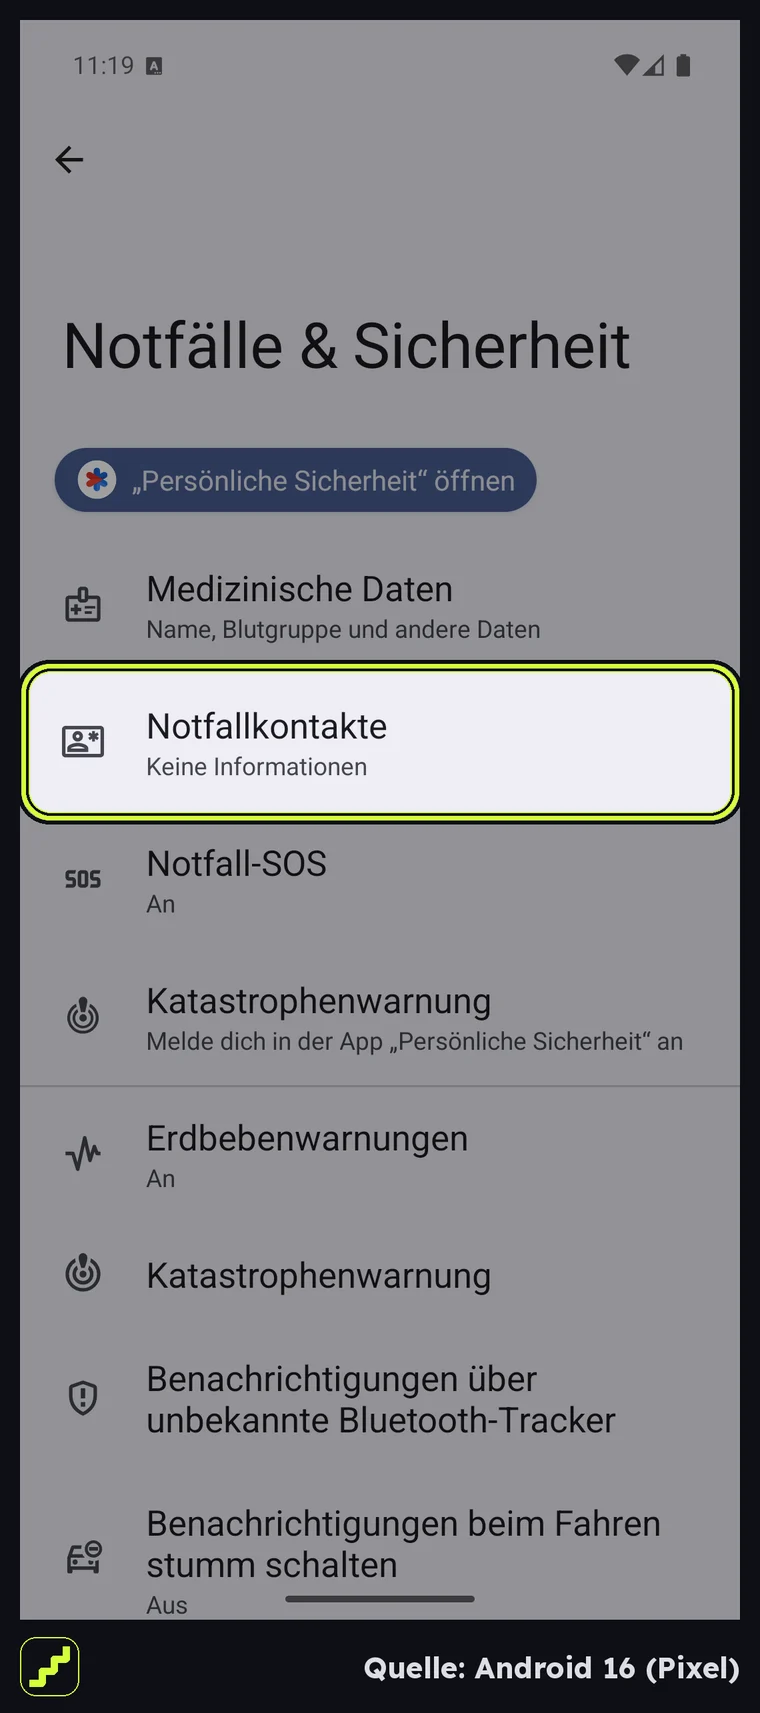 11:19 A
Notfälle & Sicherheit
„Persönliche Sicherheit“ öffnen
Medizinische Daten
Name, Blutgruppe und andere Daten
Notfallkontakte
Keine Informationen
SOS
Notfall-SOS
An
Katastrophenwarnung
Melde dich in der App „Persönliche Sicherheit“ an
Erdbebenwarnungen
An
Katastrophenwarnung
Benachrichtigungen über
unbekannte Bluetooth-Tracker
Benachrichtigungen beim Fahren
stumm schalten
Aus
Quelle: Android 16 (Pixel)